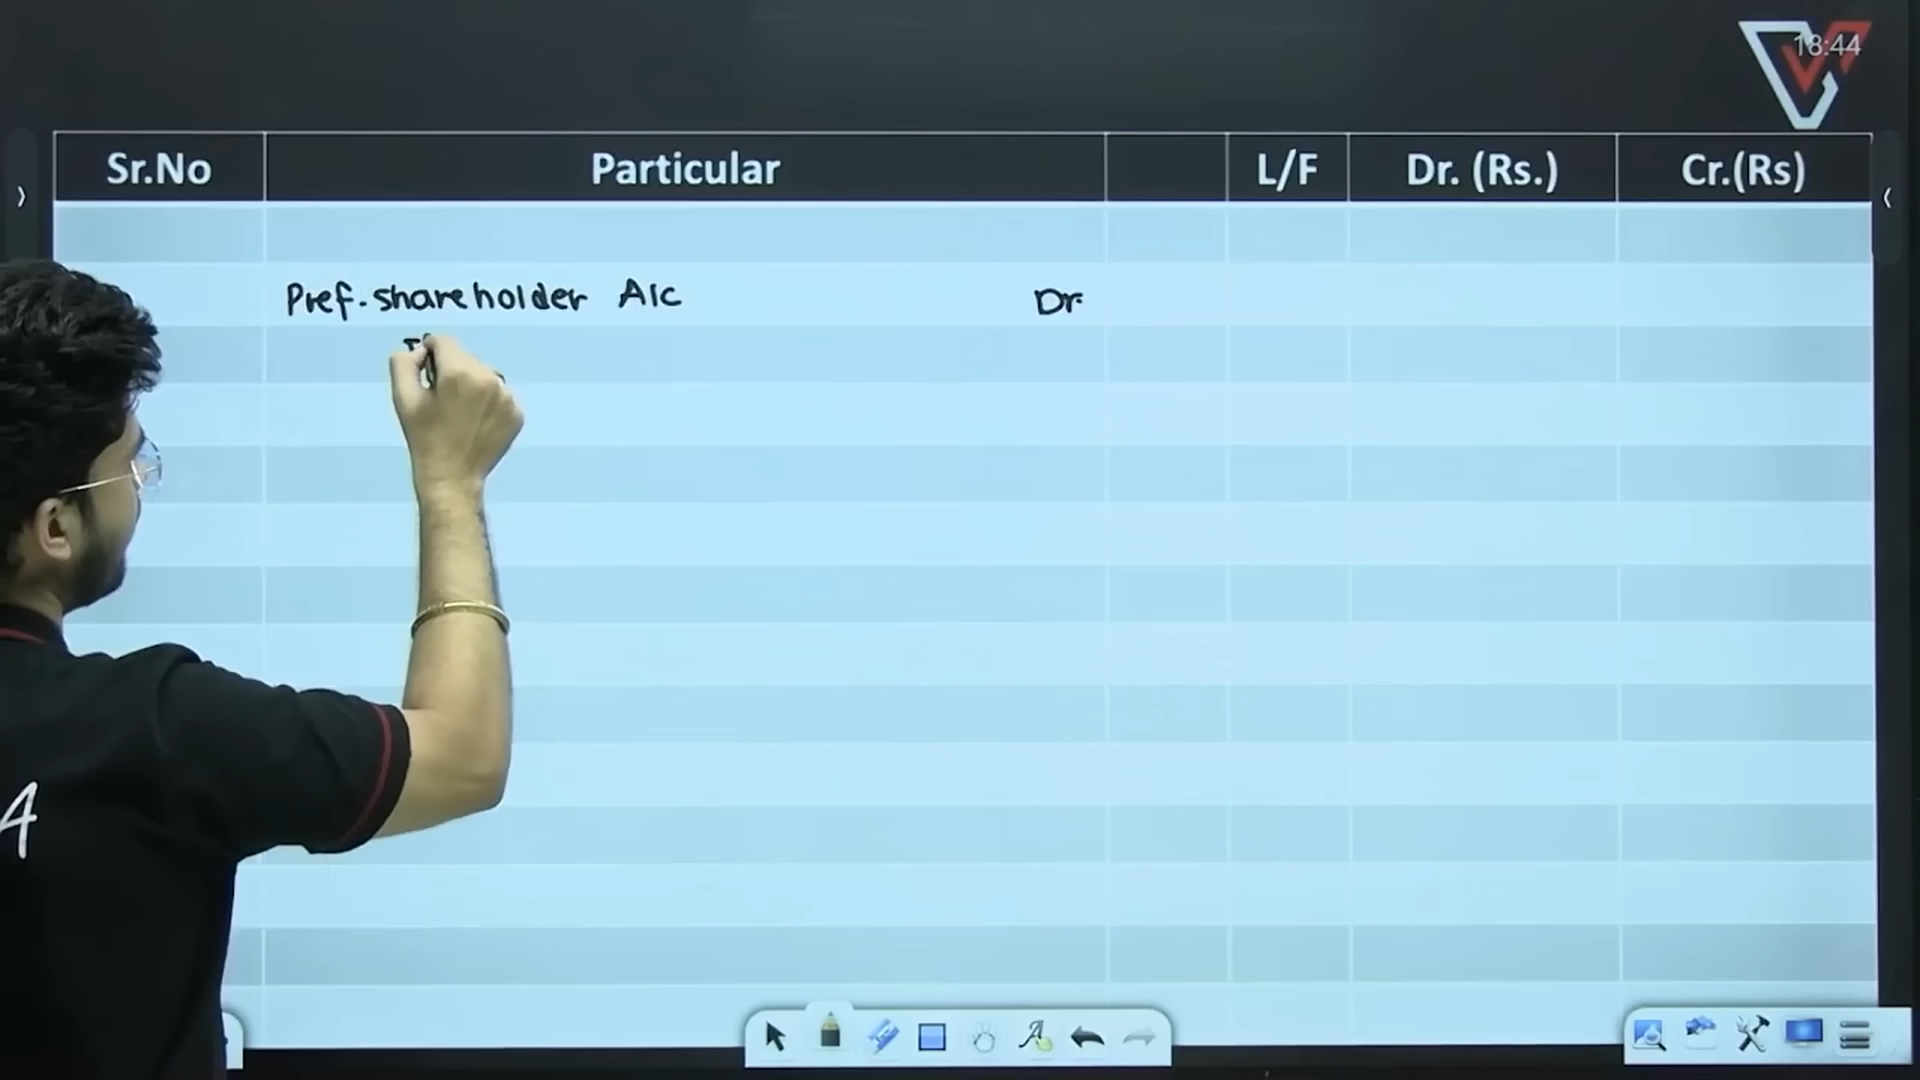 18:44
Sr.No Particular L/F Dr. (Rs.) Cr.(Rs)
Pref. shareholder A/c Dr.
A